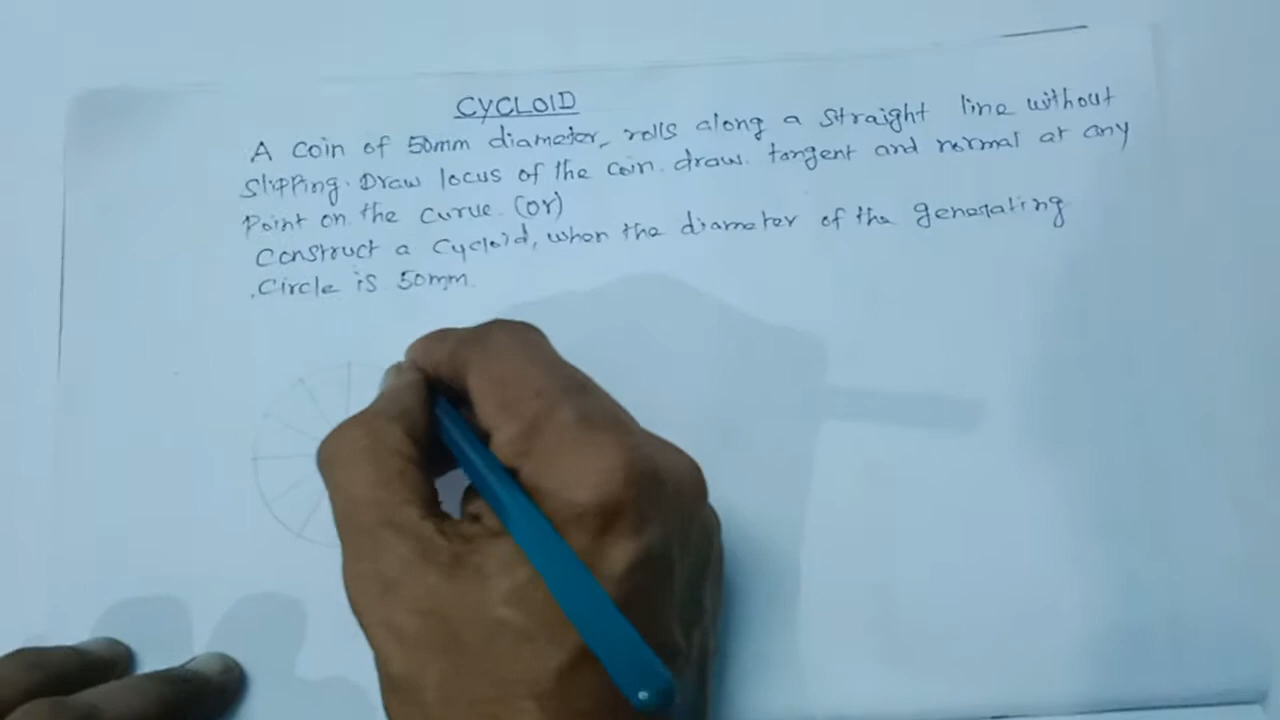 CYCLOID
A coin of 50mm diameter, rolls along a straight line without
slipping. Draw locus of the coin. draw. tangent and normal at any
Point on the curve. (or)
Construct a cycloid, when the diameter of the generating
Circle is 50mm.